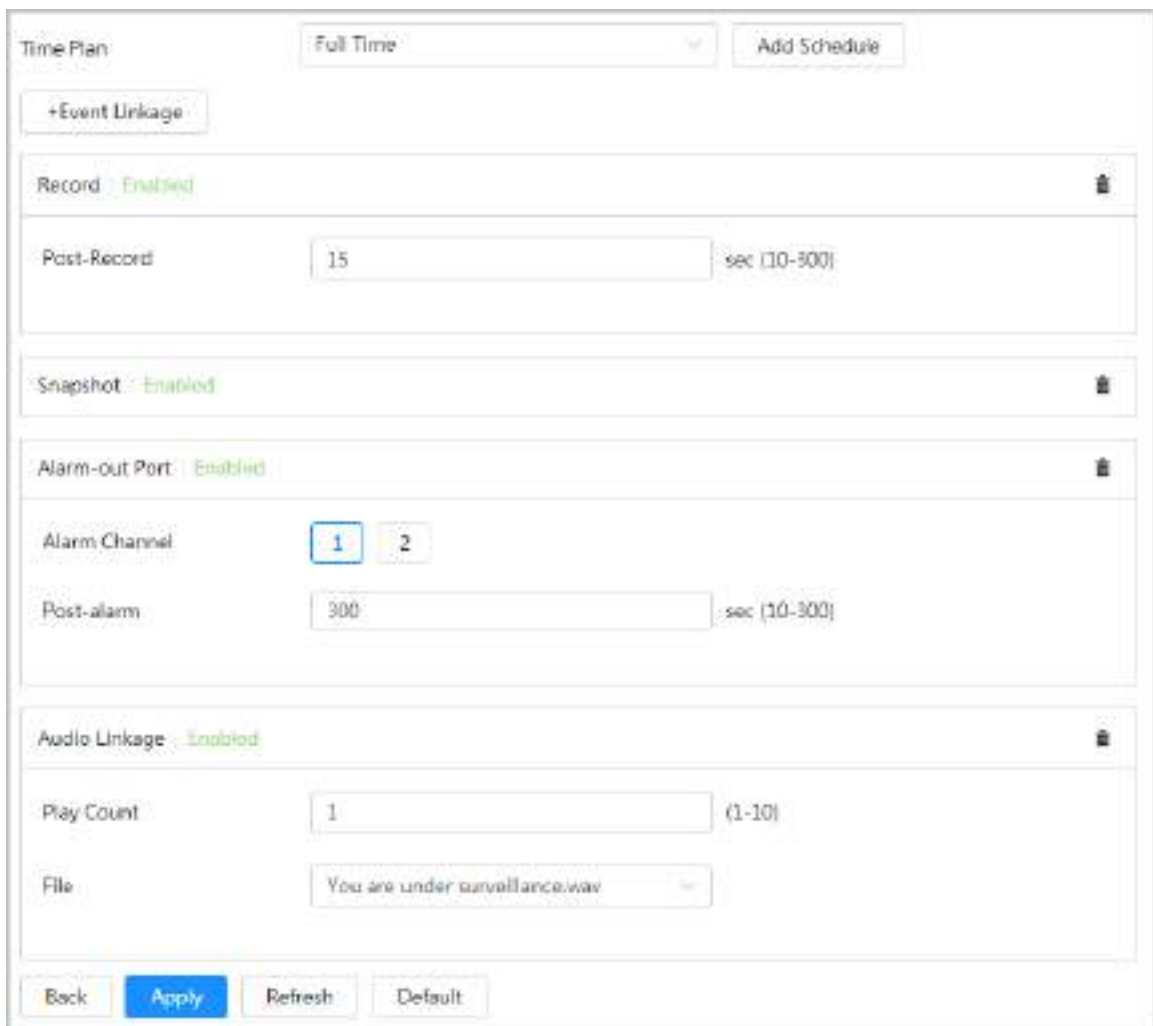 Time Plan Full Time Add Schedule
+Event Linkage
Record Enabled
Post-Record 15 sec (10-300)
Snapshot Enabled
Alarm-out Port Enabled
Alarm Channel 1 2
Post-alarm 300 sec (10-300)
Audio Linkage Enabled
Play Count 1 (1-10)
File You are under surveillance.wav
Back Apply Refresh Default